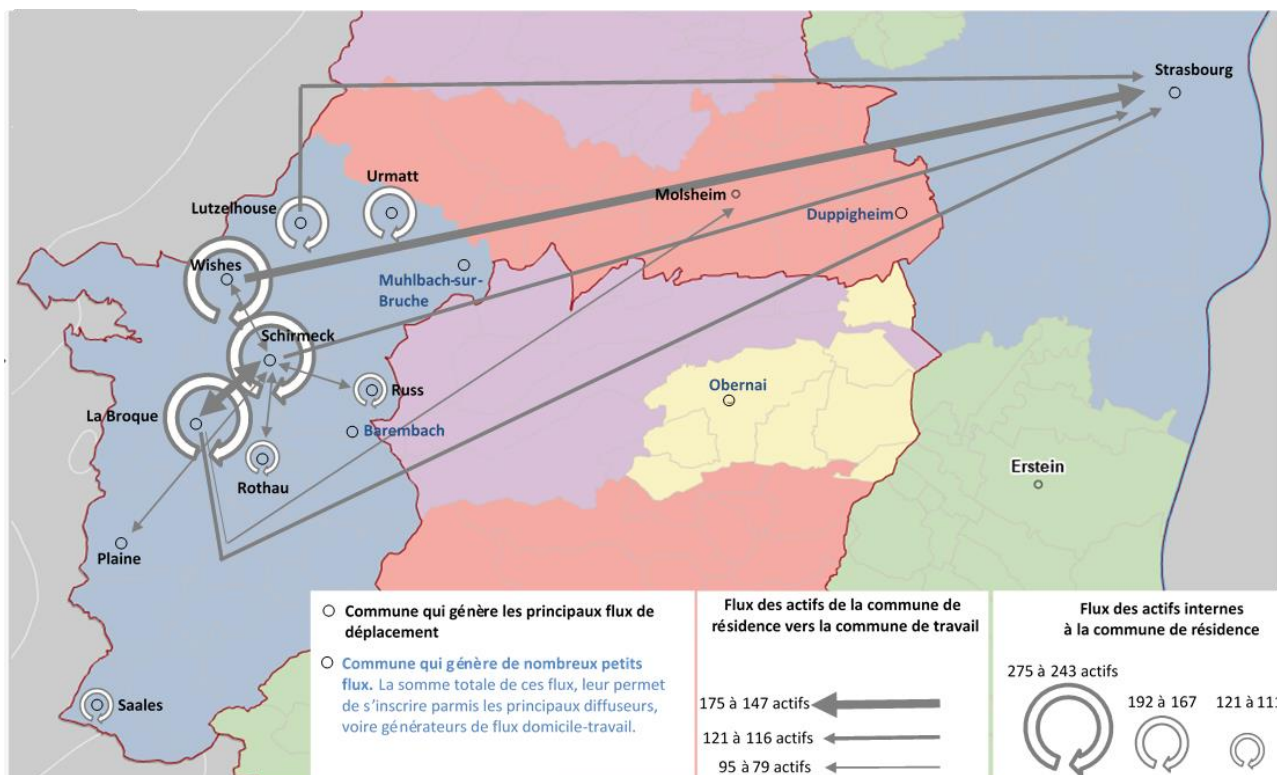 Strasbourg
Urmatt
Lutzelhouse
Molsheim
Duppigheim
Wishes
Muhlbach-sur-
Bruche
Schirmeck
Russ
Obernai
La Broque
Barembach
Erstein
Rothau
Plaine
Saales
Commune qui génère les principaux flux de
déplacement
Commune qui génère de nombreux petits
flux. La somme totale de ces flux, leur permet
de s'inscrire parmis les principaux diffuseurs,
voire générateurs de flux domicile-travail.
Flux des actifs de la commune de
résidence vers la commune de travail
175 à 147 actifs
121 à 116 actifs
95 à 79 actifs
Flux des actifs internes
à la commune de résidence
275 à 243 actifs
192 à 167
121 à 111